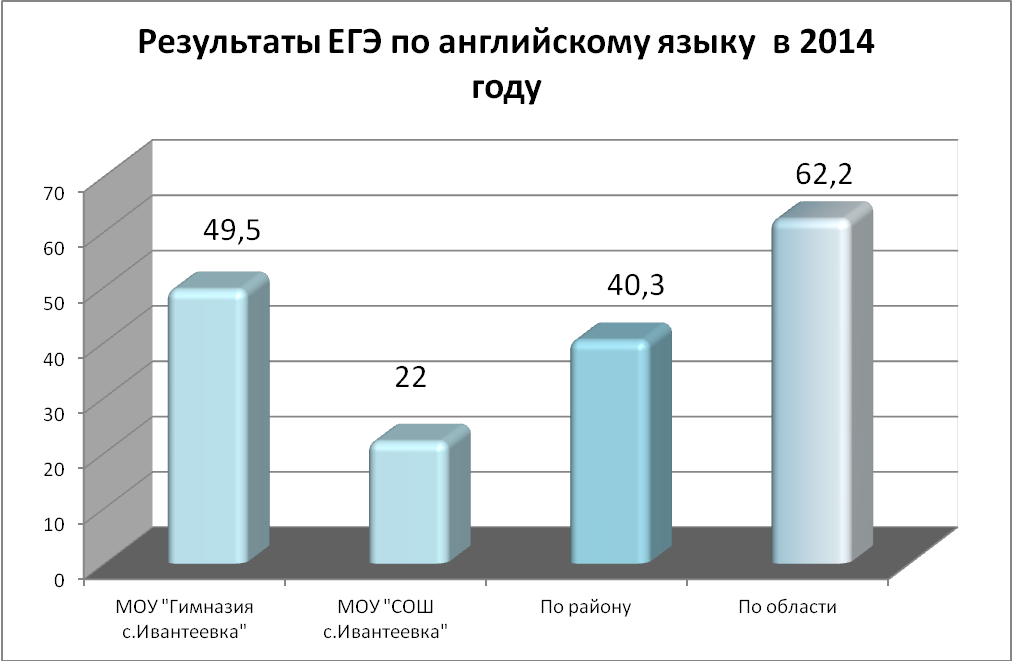 Результаты ЕГЭ по английскому языку в 2014
году
70
60
50
40
30
20
10
0
49,5
22
40,3
62,2
МОУ "Гимназия
с.Ивантеевка"
МОУ "СОШ
с.Ивантеевка"
По району
По области